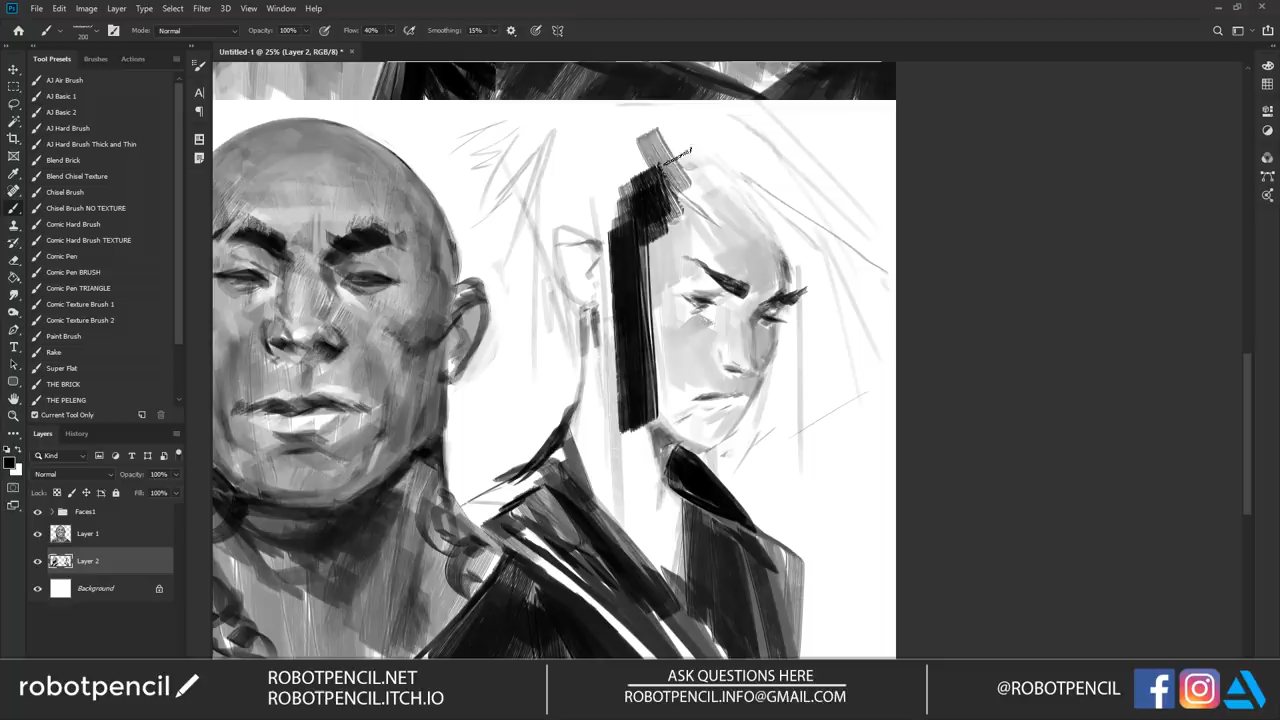 Ps File Edit Image Layer Type Select Filter 3D View Window Help
200 Mode: Normal Opacity: 100% Flow: 40% Smoothing: 15%
Untitled-1 @ 25% (Layer 2, RGB/8) * ×
Tool Presets Brushes Actions
AJ Air Brush
AJ Basic 1
AJ Basic 2
AJ Hard Brush
AJ Hard Brush Thick and Thin
Blend Brick
Blend Chisel Texture
Chisel Brush
Chisel Brush NO TEXTURE
Comic Hard Brush
Comic Hard Brush TEXTURE
Comic Pen
Comic Pen BRUSH
Comic Pen TRIANGLE
Comic Texture Brush 1
Comic Texture Brush 2
Paint Brush
Rake
Super Flat
THE BRICK
THE PELENG
Current Tool Only
Layers History
Kind
Normal Opacity: 100%
Lock: Fill: 100%
Faces1
Layer 1
Layer 2
Background
robotpencil
ROBOTPENCIL.NET
ROBOTPENCIL.ITCH.IO
ASK QUESTIONS HERE
ROBOTPENCIL.INFO@GMAIL.COM
@ROBOTPENCIL